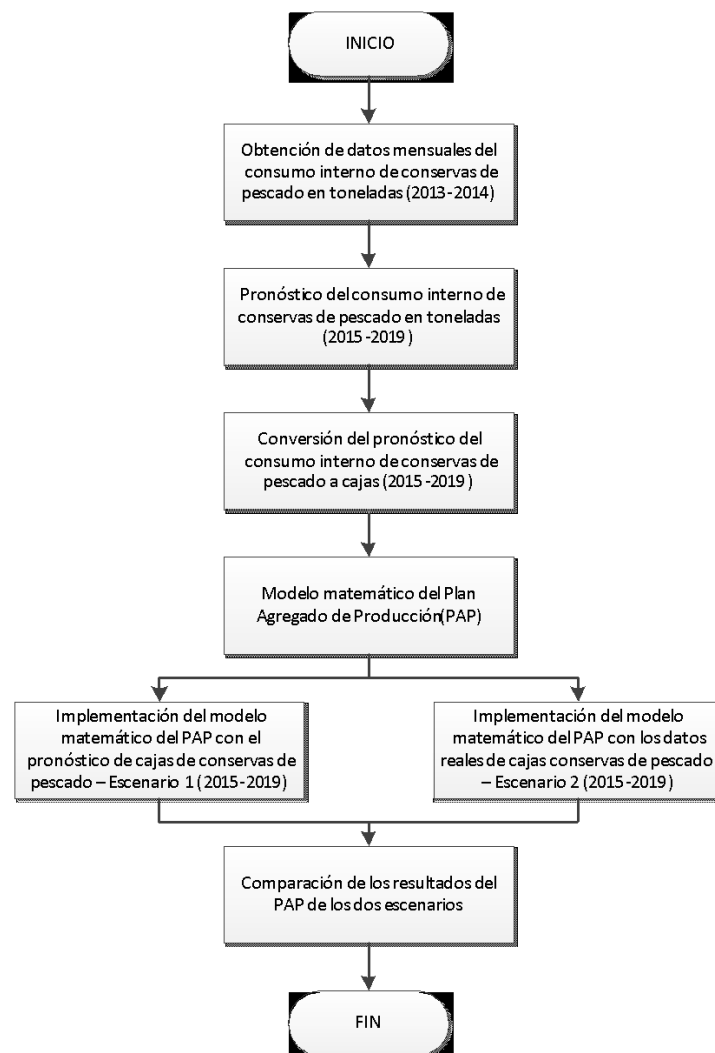 INICIO
Obtención de datos mensuales del
consumo interno de conservas de
pescado en toneladas (2013-2014)
Pronóstico del consumo interno de
conservas de pescado en toneladas
(2015 -2019 )
Conversión del pronóstico del
consumo interno de conservas de
pescado a cajas (2015 -2019 )
Modelo matemático del Plan
Agregado de Producción(PAP)
Implementación del modelo
matemático del PAP con el
pronóstico de cajas de conservas de
pescado – Escenario 1 ( 2015-2019)
Implementación del modelo
matemático del PAP con los datos
reales de cajas conservas de pescado
– Escenario 2 (2015-2019)
Comparación de los resultados del
PAP de los dos escenarios
FIN